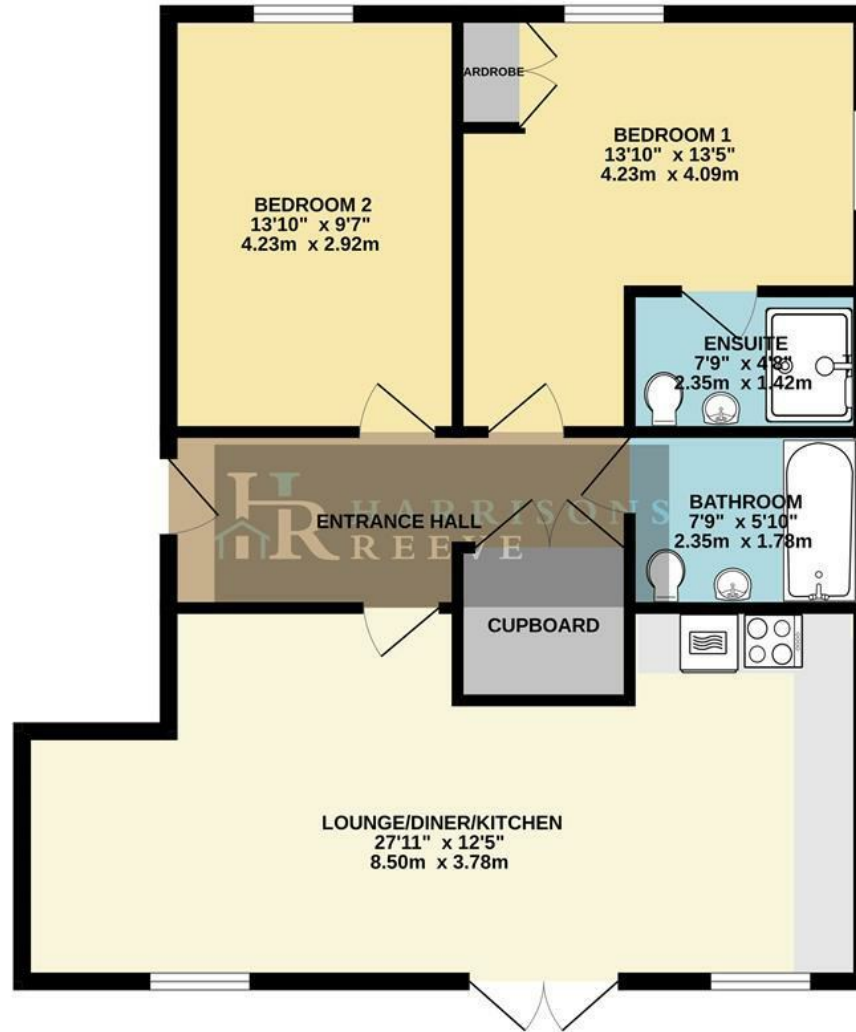 ARDROBE
BEDROOM 1
13'10" x 13'5"
4.23m x 4.09m
BEDROOM 2
13'10" x 9'7"
4.23m x 2.92m
ENSUITE
7'9" x 4'8"
2.35m x 1.42m
HR HARRISONS
REEVE
ENTRANCE HALL
BATHROOM
7'9" x 5'10"
2.35m x 1.78m
CUPBOARD
LOUNGE/DINER/KITCHEN
27'11" x 12'5"
8.50m x 3.78m